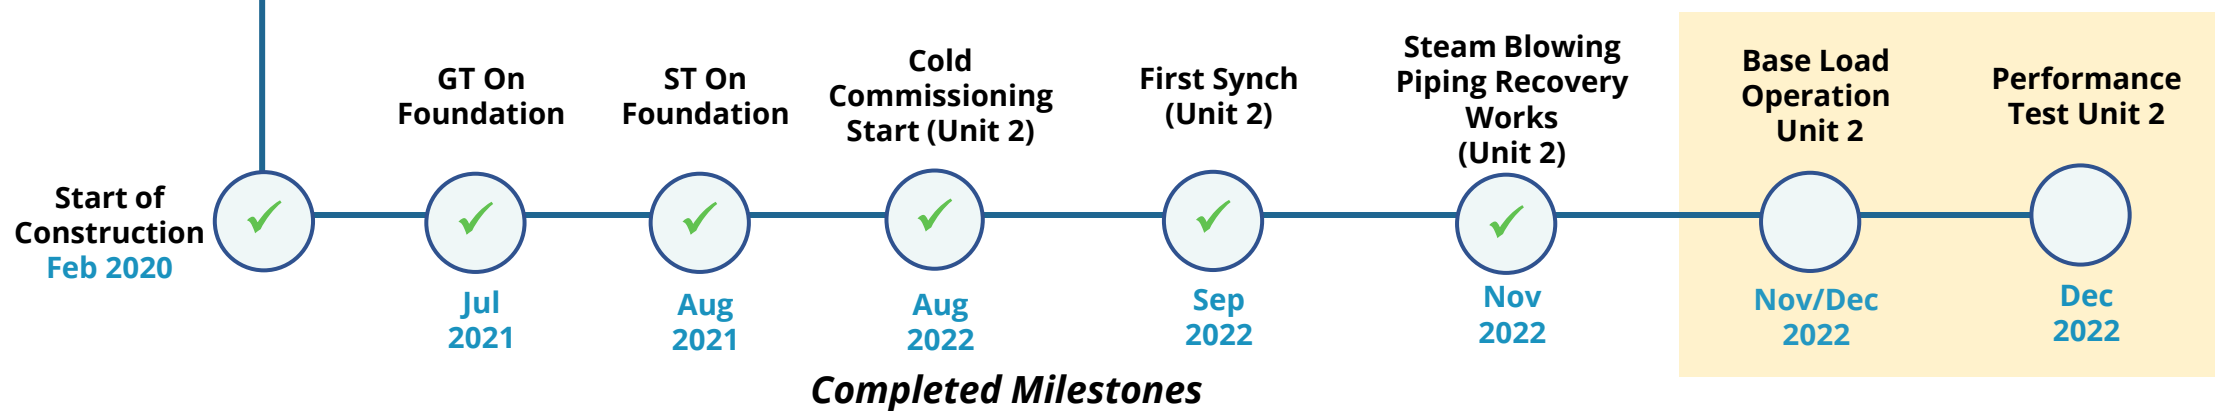 Start of
Construction
Feb 2020
GT On
Foundation
Jul
2021
ST On
Foundation
Aug
2021
Cold
Commissioning
Start (Unit 2)
Aug
2022
First Synch
(Unit 2)
Sep
2022
Steam Blowing
Piping Recovery
Works
(Unit 2)
Nov
2022
Base Load
Operation
Unit 2
Nov/Dec
2022
Performance
Test Unit 2
Dec
2022
Completed Milestones